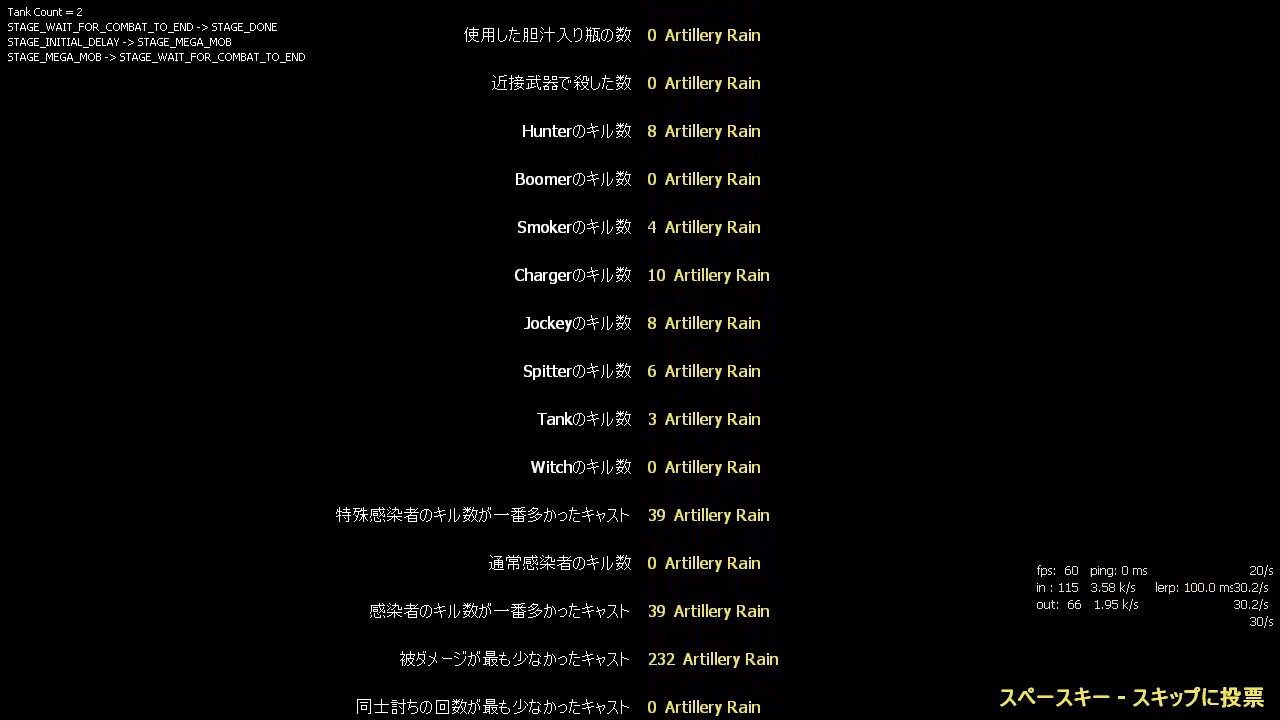 Tank Count = 2
STAGE_WAIT_FOR_COMBAT_TO_END -> STAGE_DONE
STAGE_INITIAL_DELAY -> STAGE_MEGA_MOB
STAGE_MEGA_MOB -> STAGE_WAIT_FOR_COMBAT_TO_END
使用した胆汁入り瓶の数 0 Artillery Rain
近接武器で殺した数 0 Artillery Rain
Hunterのキル数 8 Artillery Rain
Boomerのキル数 0 Artillery Rain
Smokerのキル数 4 Artillery Rain
Chargerのキル数 10 Artillery Rain
Jockeyのキル数 8 Artillery Rain
Spitterのキル数 6 Artillery Rain
Tankのキル数 3 Artillery Rain
Witchのキル数 0 Artillery Rain
特殊感染者のキル数が一番多かったキャスト 39 Artillery Rain
通常感染者のキル数 0 Artillery Rain
感染者のキル数が一番多かったキャスト 39 Artillery Rain
被ダメージが最も少なかったキャスト 232 Artillery Rain
同士討ちの回数が最も少なかったキャスト 0 Artillery Rain
fps: 60 ping: 0 ms 20/s
in : 115 3.58 k/s lerp: 100.0 ms 30.2/s
out: 66 1.95 k/s 30.2/s
30/s
スペースキー - スキップに投票